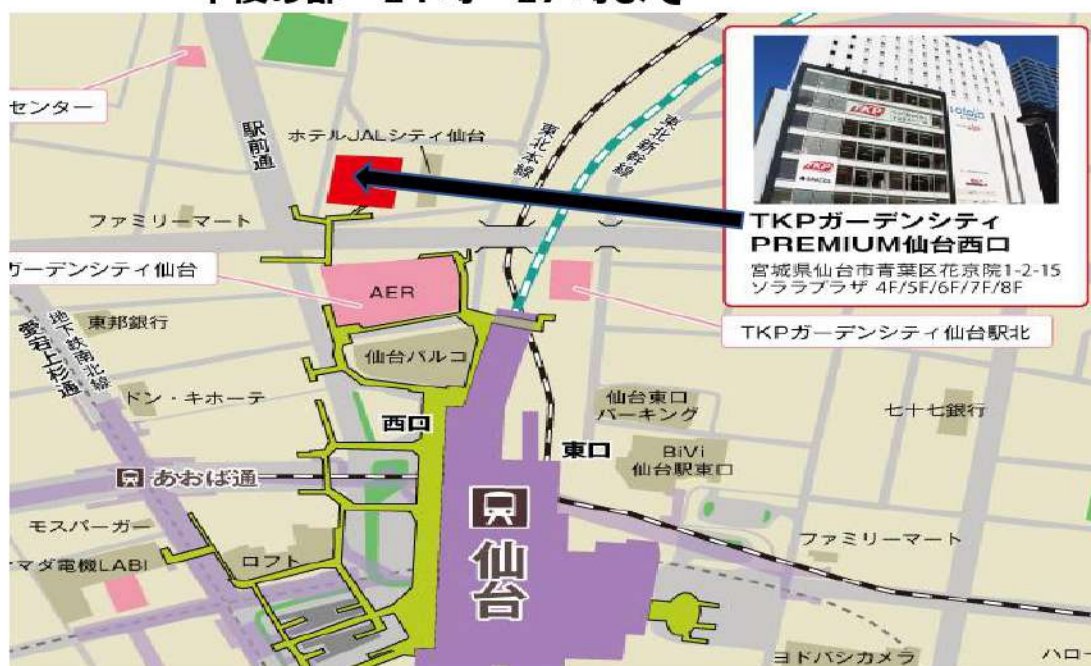 センター
駅前通
ホテルJALシティ仙台
東北本線
東北新幹線
TKP
TKP
TKPガーデンシティ
PREMIUM仙台西口
宮城県仙台市青葉区花京院1-2-15
ソララプラザ 4F/5F/6F/7F/8F
ファミリーマート
ガーデンシティ仙台
AER
TKPガーデンシティ仙台駅北
東邦銀行
地下鉄南北線
愛宕上杉通
仙台パルコ
ドン・キホーテ
西口
東口
仙台東口
パーキング
七十七銀行
BiVi
仙台駅東口
あおば通
モスバーガー
マダ電機LABI
ロフト
仙台
ファミリーマート
ヨドバシカメラ
ハロー